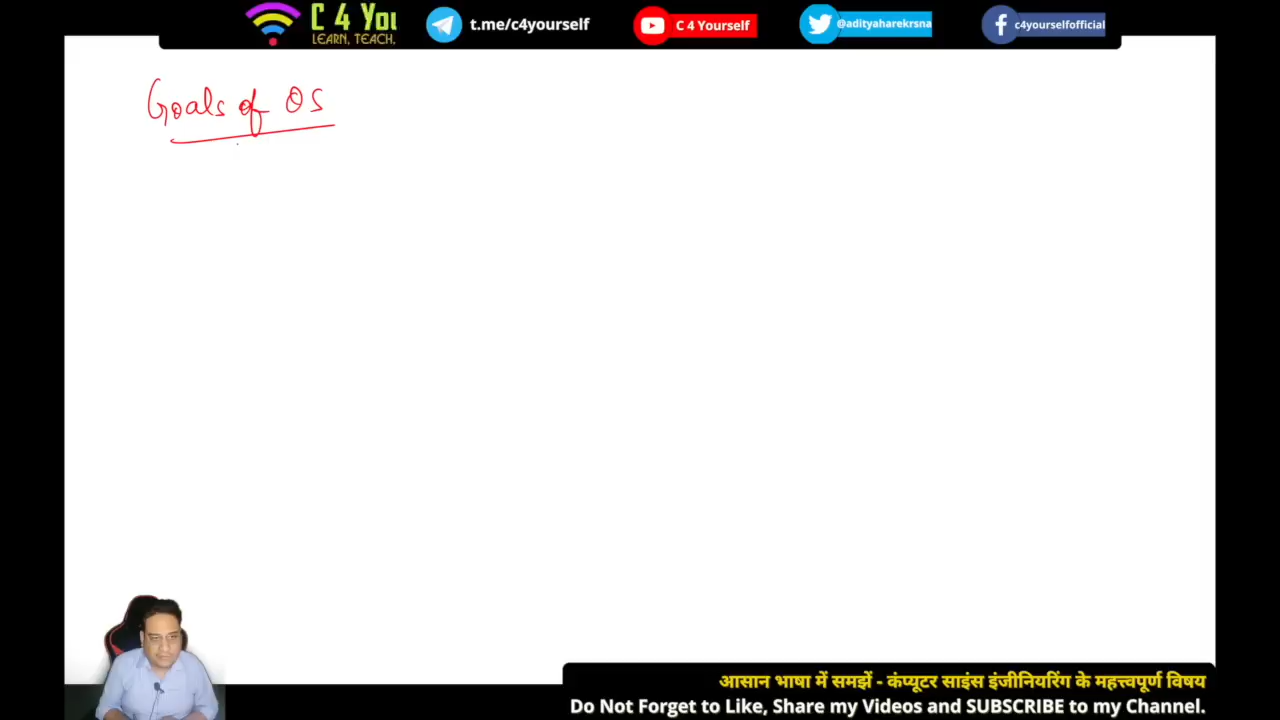 C 4 You
LEARN, TEACH,
t.me/c4yourself
C 4 Yourself
@adityaharekrsna
c4yourselfofficial
Goals of OS
आसान भाषा में समझें - कंप्यूटर साइंस इंजीनियरिंग के महत्त्वपूर्ण विषय
Do Not Forget to Like, Share my Videos and SUBSCRIBE to my Channel.